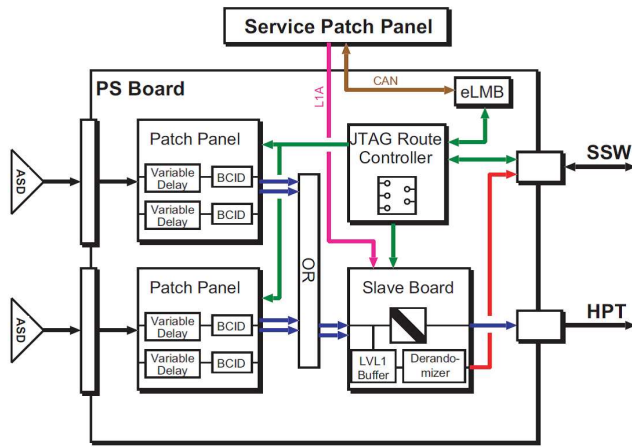 Service Patch Panel
PS Board
L1A
CAN
eLMB
Patch Panel
Variable
Delay
BCID
Variable
Delay
BCID
ASD
JTAG Route
Controller
SSW
OR
Patch Panel
Variable
Delay
BCID
Variable
Delay
BCID
ASD
Slave Board
LVL1
Buffer
Derando-
mizer
HPT